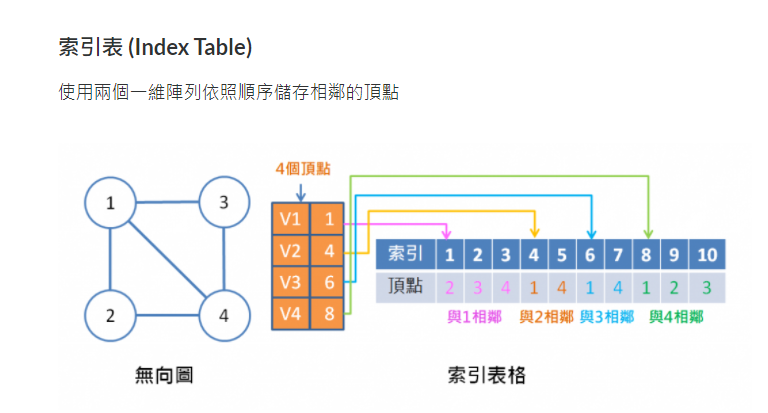 索引表 (Index Table)
使用兩個一維陣列依照順序儲存相鄰的頂點
4個頂點
1
3
2
4
V1 1
V2 4
V3 6
V4 8
索引 1 2 3 4 5 6 7 8 9 10
頂點 2 3 4 1 4 1 4 1 2 3
與1相鄰 與2相鄰 與3相鄰 與4相鄰
無向圖
索引表格